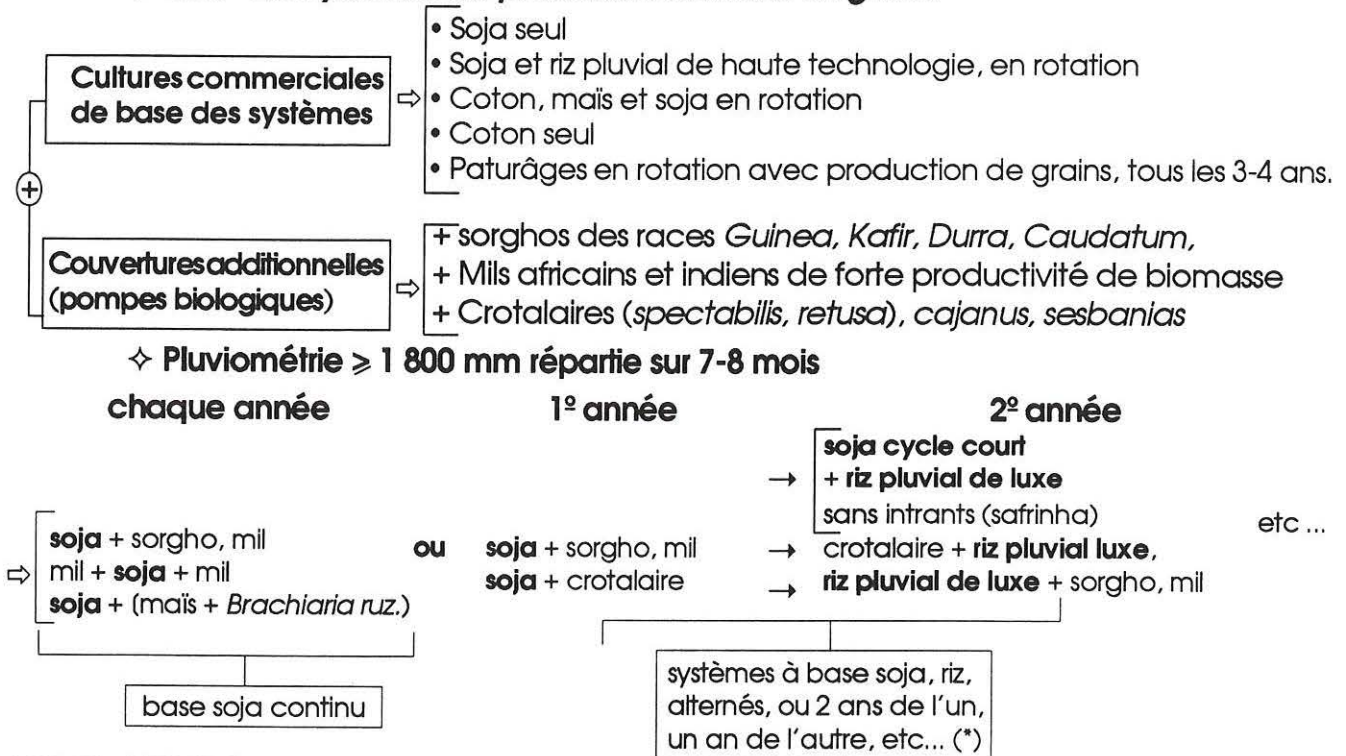 Cultures commerciales
de base des systèmes
⇨
• Soja seul
• Soja et riz pluvial de haute technologie, en rotation
• Coton, maïs et soja en rotation
• Coton seul
• Paturâges en rotation avec production de grains, tous les 3-4 ans.
+
Couvertures additionnelles
(pompes biologiques)
⇨
+ sorghos des races Guinea, Kafir, Durra, Caudatum,
+ Mils africains et indiens de forte productivité de biomasse
+ Crotalaires (spectabilis, retusa), cajanus, sesbanias
✧ Pluviométrie ⩾ 1 800 mm répartie sur 7-8 mois
chaque année 1º année 2º année
soja cycle court
→ + riz pluvial de luxe
sans intrants (safrinha)
etc ...
soja + sorgho, mil ou soja + sorgho, mil → crotalaire + riz pluvial luxe,
⇨ mil + soja + mil soja + crotalaire → riz pluvial de luxe + sorgho, mil
soja + (maïs + Brachiaria ruz.)
base soja continu
systèmes à base soja, riz,
alternés, ou 2 ans de l'un,
un an de l'autre, etc... (*)